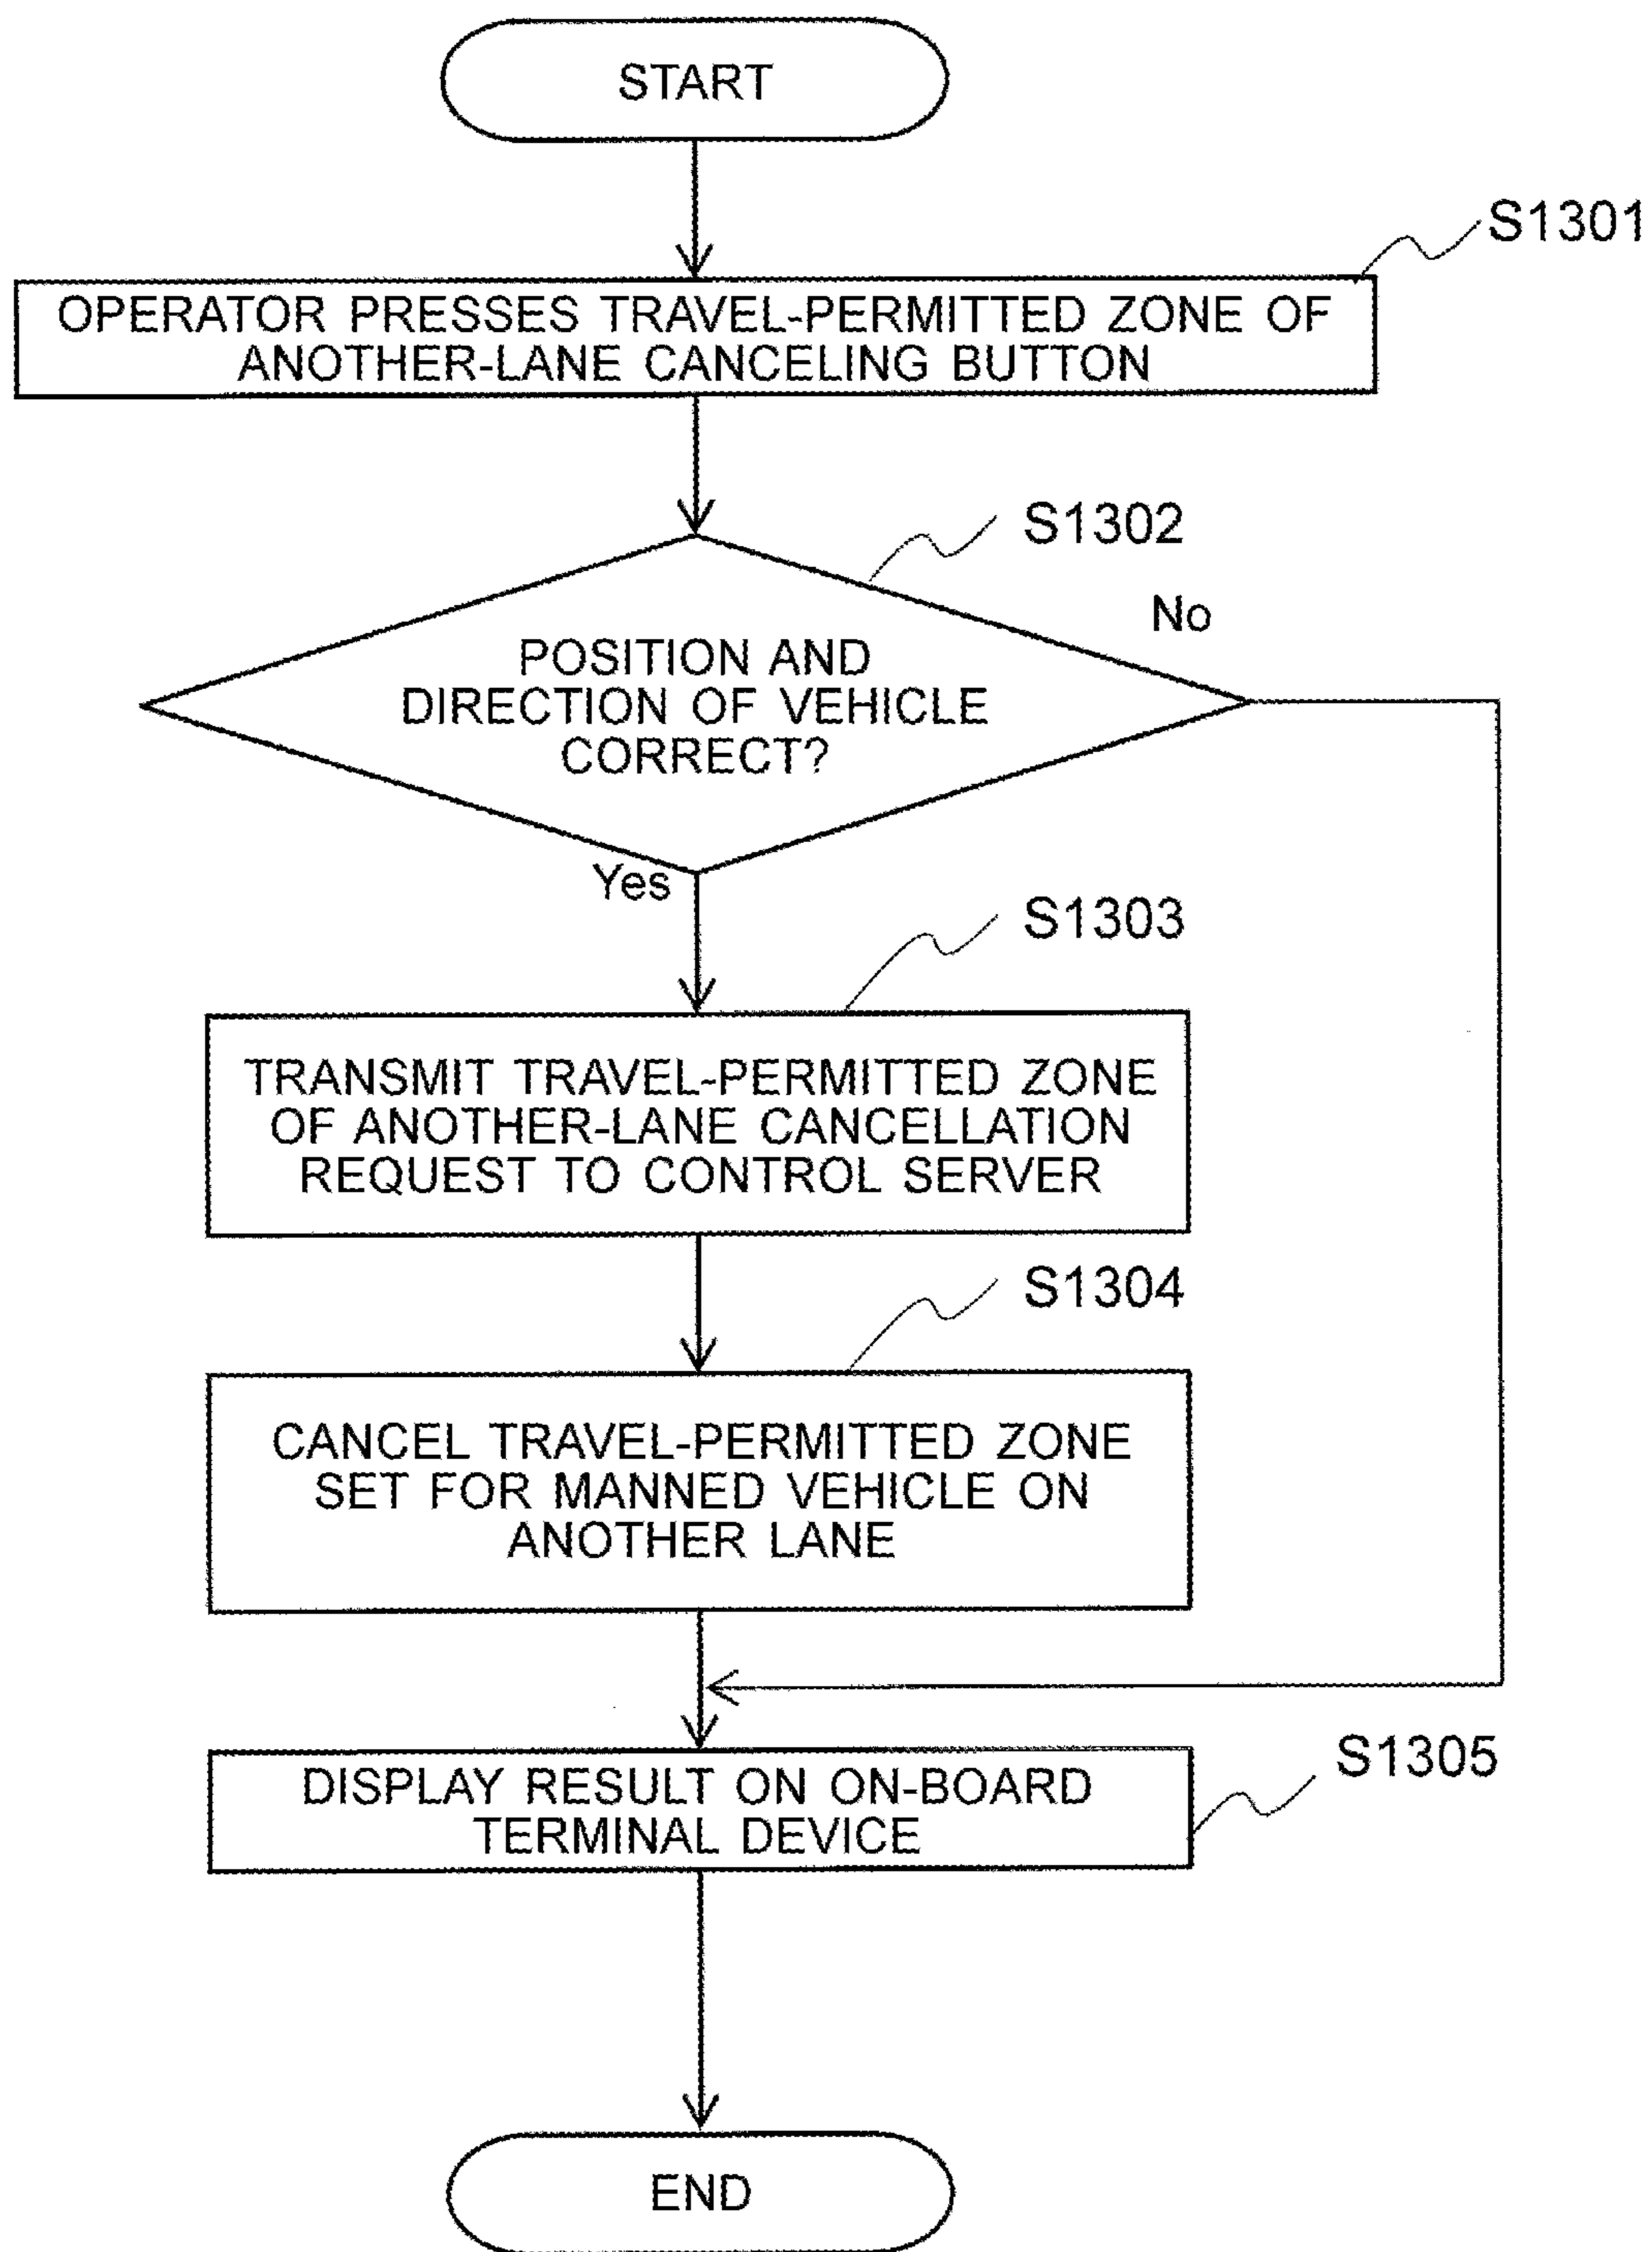 START
S1301
OPERATOR PRESSES TRAVEL-PERMITTED ZONE OF
ANOTHER-LANE CANCELING BUTTON
S1302
No
POSITION AND
DIRECTION OF VEHICLE
CORRECT?
Yes
S1303
TRANSMIT TRAVEL-PERMITTED ZONE
OF ANOTHER-LANE CANCELLATION
REQUEST TO CONTROL SERVER
S1304
CANCEL TRAVEL-PERMITTED ZONE
SET FOR MANNED VEHICLE ON
ANOTHER LANE
S1305
DISPLAY RESULT ON ON-BOARD
TERMINAL DEVICE
END